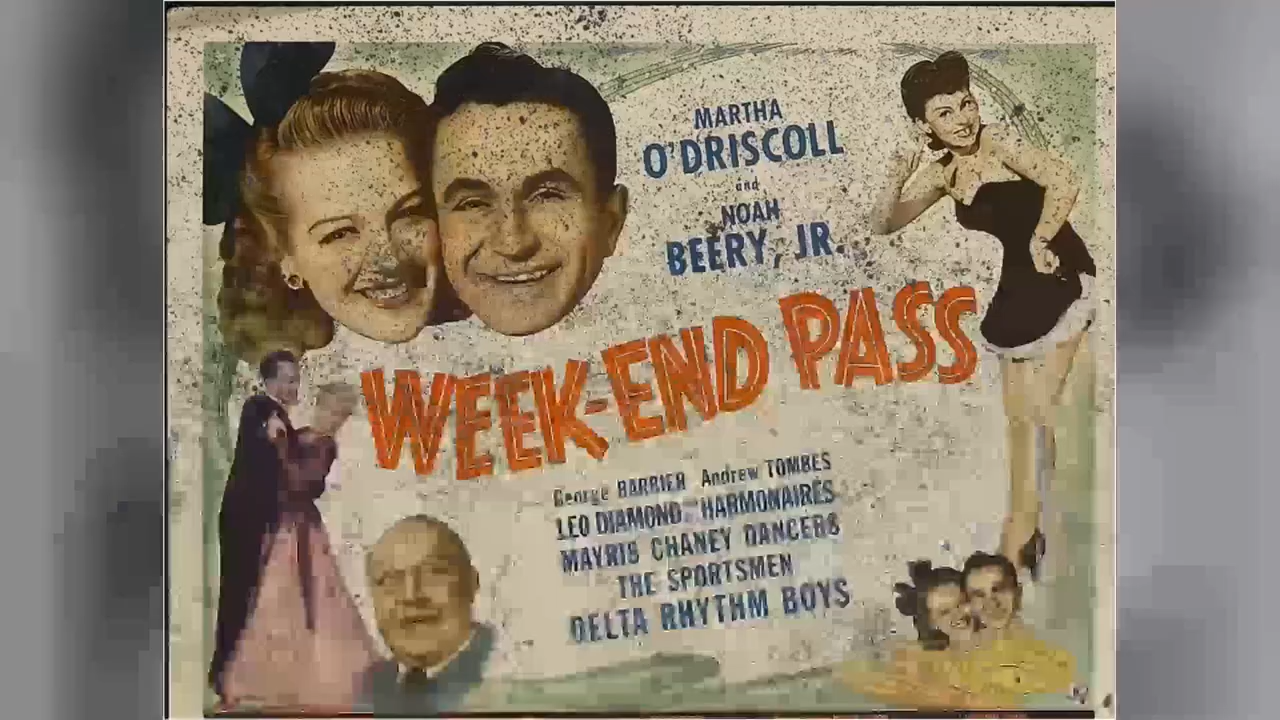 MARTHA
O'DRISCOLL
and
NOAH
BEERY, JR.
WEEK-END PASS
George BARBIER Andrew TOMBES
LEO DIAMOND HARMONAIRES
MAYRIS CHANEY DANCERS
THE SPORTSMEN
DELTA RHYTHM BOYS